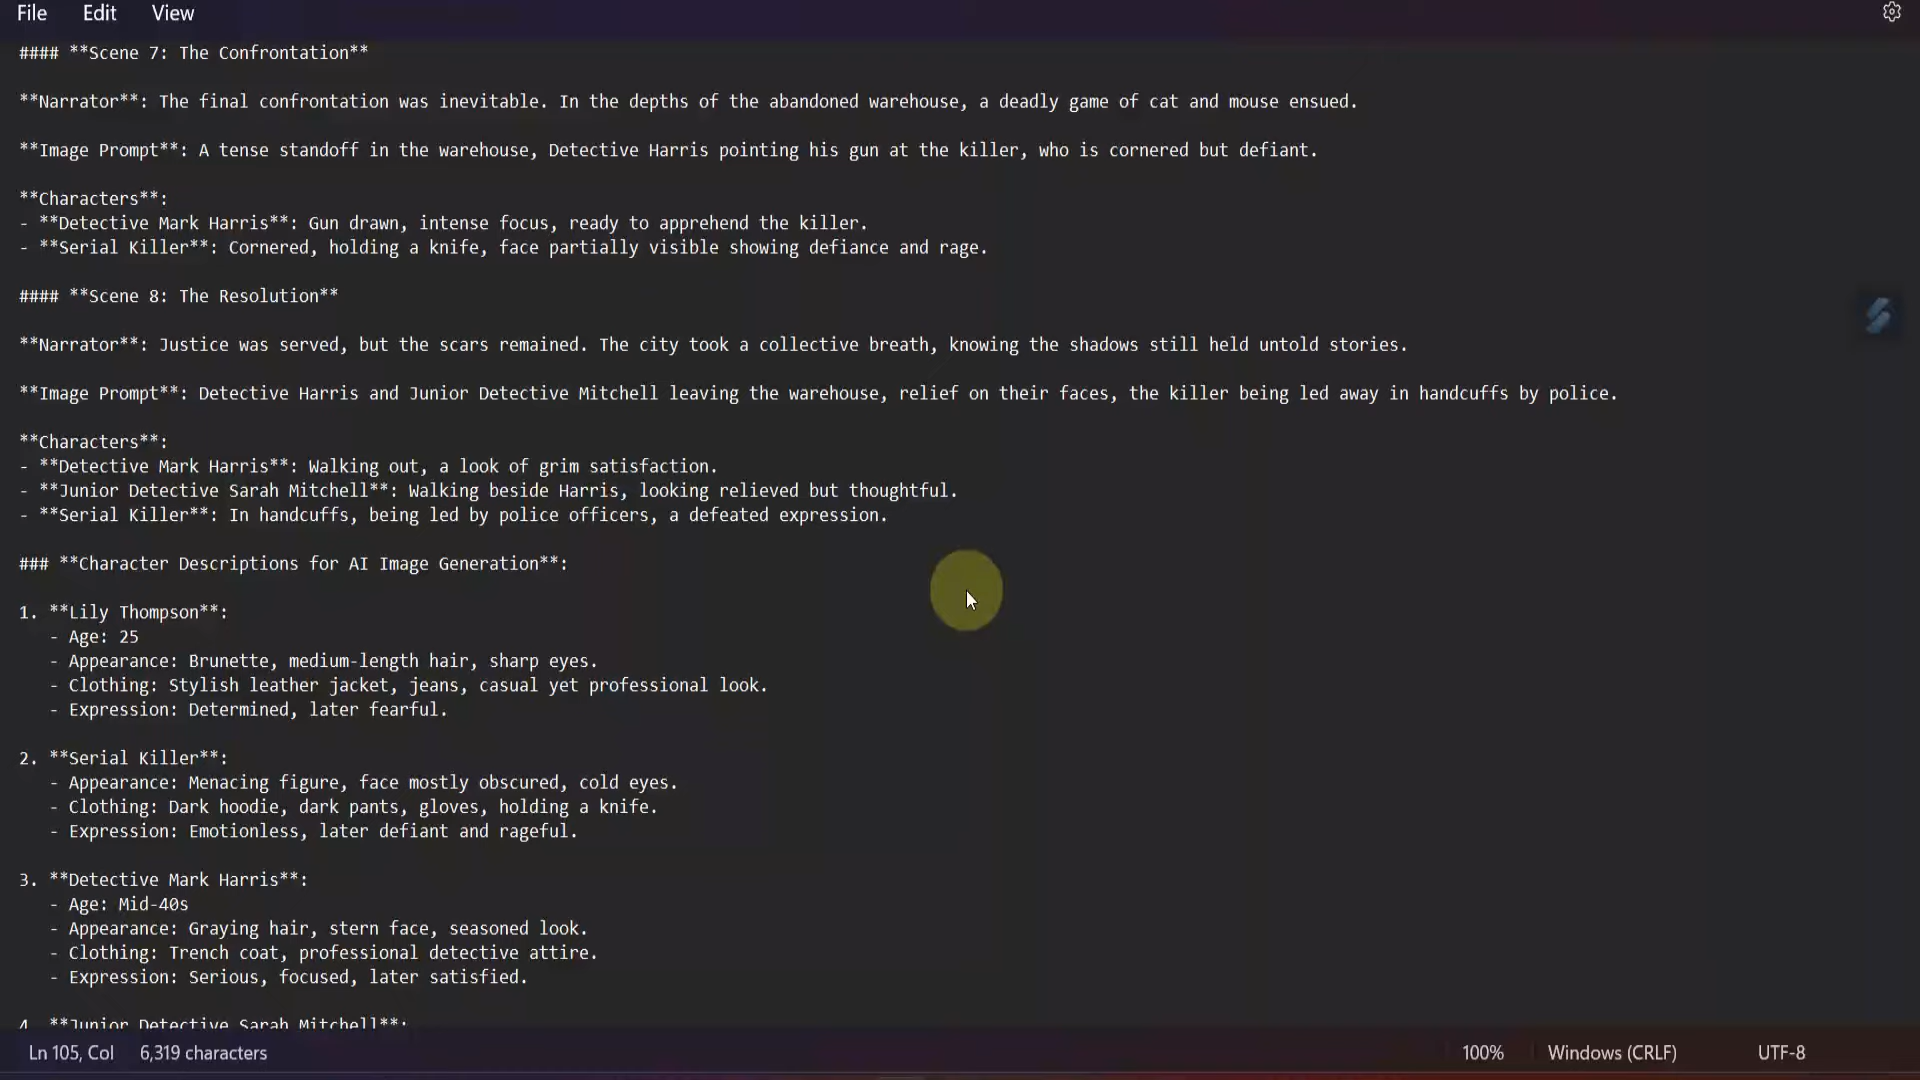 File Edit View
#### **Scene 7: The Confrontation**
**Narrator**: The final confrontation was inevitable. In the depths of the abandoned warehouse, a deadly game of cat and mouse ensued.
**Image Prompt**: A tense standoff in the warehouse, Detective Harris pointing his gun at the killer, who is cornered but defiant.
**Characters**:
- **Detective Mark Harris**: Gun drawn, intense focus, ready to apprehend the killer.
- **Serial Killer**: Cornered, holding a knife, face partially visible showing defiance and rage.
#### **Scene 8: The Resolution**
**Narrator**: Justice was served, but the scars remained. The city took a collective breath, knowing the shadows still held untold stories.
**Image Prompt**: Detective Harris and Junior Detective Mitchell leaving the warehouse, relief on their faces, the killer being led away in handcuffs by police.
**Characters**:
- **Detective Mark Harris**: Walking out, a look of grim satisfaction.
- **Junior Detective Sarah Mitchell**: Walking beside Harris, looking relieved but thoughtful.
- **Serial Killer**: In handcuffs, being led by police officers, a defeated expression.
### **Character Descriptions for AI Image Generation**:
1. **Lily Thompson**:
- Age: 25
- Appearance: Brunette, medium-length hair, sharp eyes.
- Clothing: Stylish leather jacket, jeans, casual yet professional look.
- Expression: Determined, later fearful.
2. **Serial Killer**:
- Appearance: Menacing figure, face mostly obscured, cold eyes.
- Clothing: Dark hoodie, dark pants, gloves, holding a knife.
- Expression: Emotionless, later defiant and rageful.
3. **Detective Mark Harris**:
- Age: Mid-40s
- Appearance: Graying hair, stern face, seasoned look.
- Clothing: Trench coat, professional detective attire.
- Expression: Serious, focused, later satisfied.
4. **Junior Detective Sarah Mitchell**:
Ln 105, Col 6,319 characters 100% Windows (CRLF) UTF-8